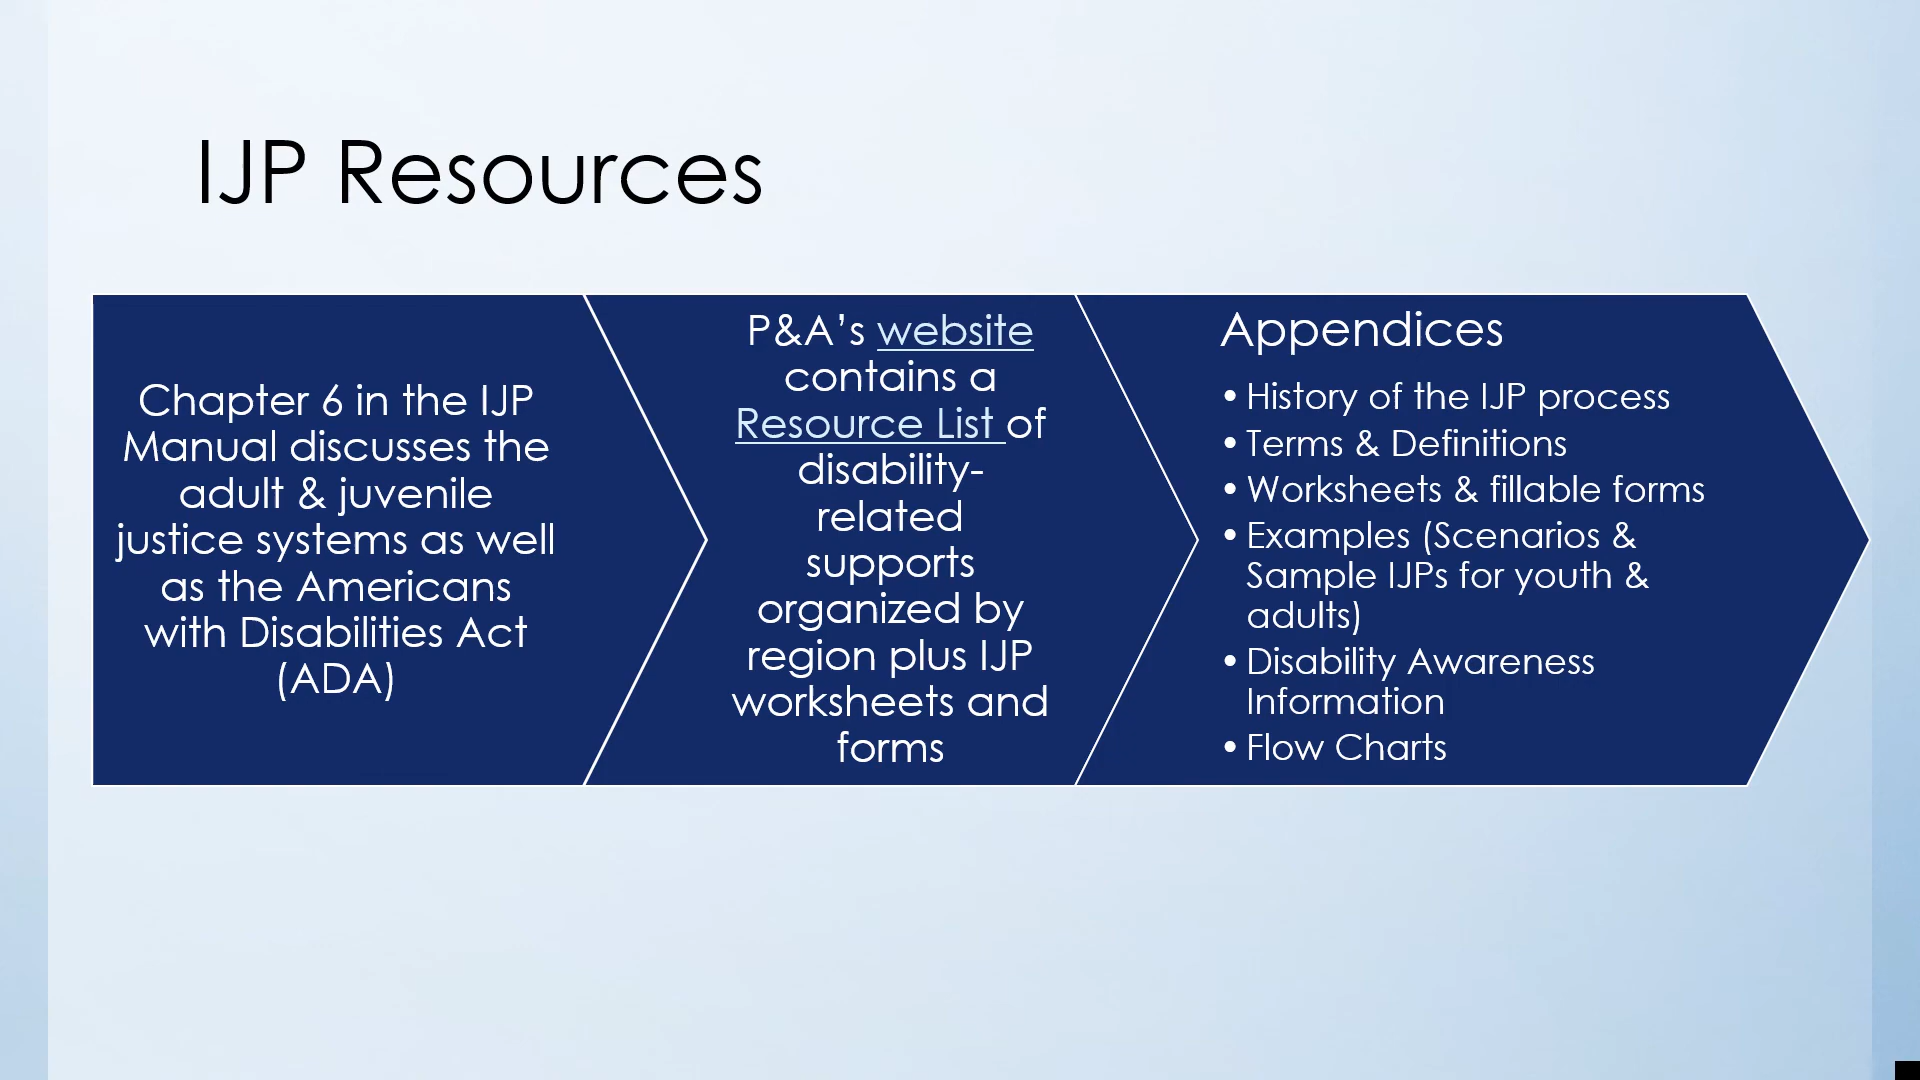 IJP Resources
Chapter 6 in the IJP
Manual discusses the
adult & juvenile
justice systems as well
as the Americans
with Disabilities Act
(ADA)
P&A’s website
contains a
Resource List of
disability-
related
supports
organized by
region plus IJP
worksheets and
forms
Appendices
• History of the IJP process
• Terms & Definitions
• Worksheets & fillable forms
• Examples (Scenarios &
Sample IJPs for youth &
adults)
• Disability Awareness
Information
• Flow Charts